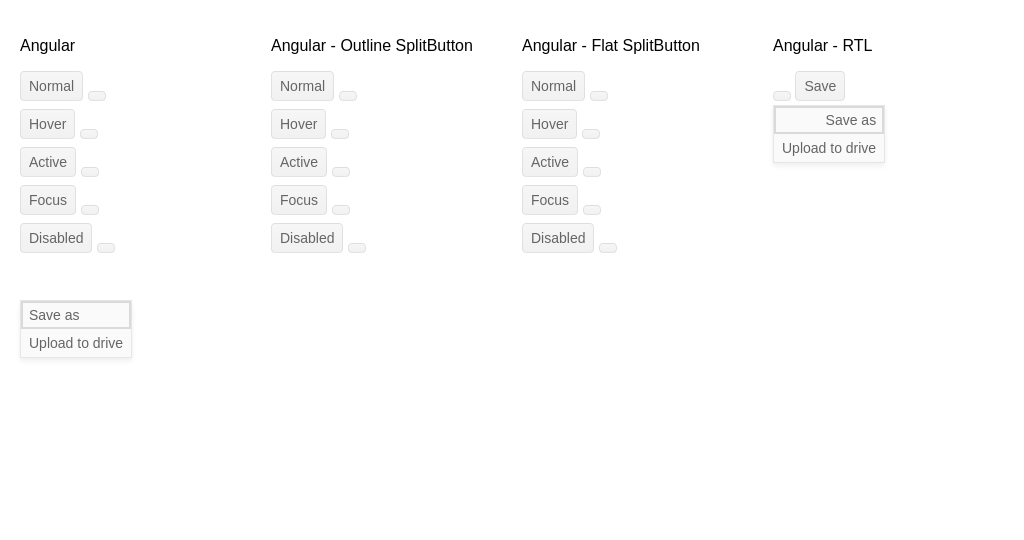 Angular
Normal
Hover
Active
Focus
Disabled
Save as
Upload to drive
Angular - Outline SplitButton
Normal
Hover
Active
Focus
Disabled
Angular - Flat SplitButton
Normal
Hover
Active
Focus
Disabled
Angular - RTL
Save
Save as
Upload to drive